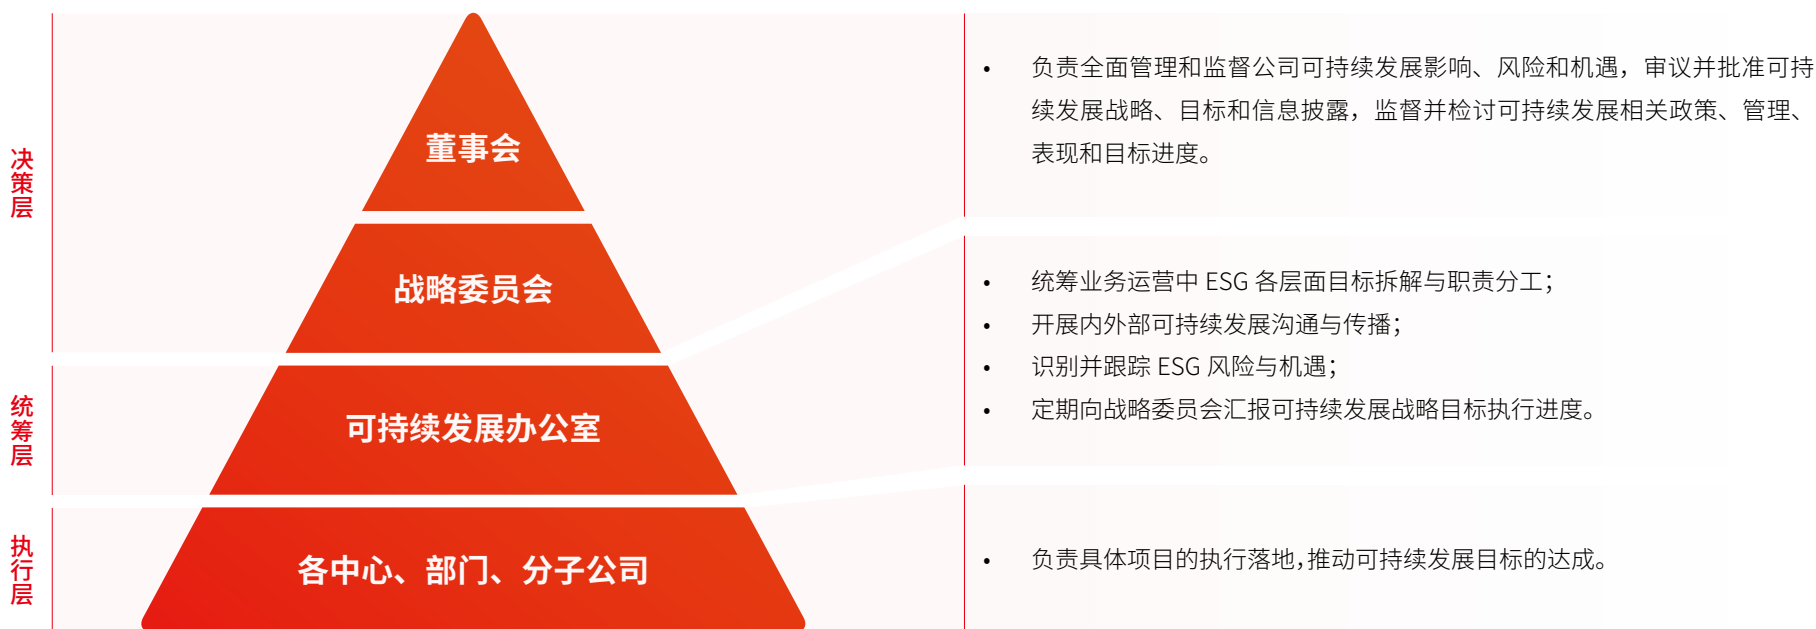 决策层
董事会
战略委员会
负责全面管理和监督公司可持续发展影响、风险和机遇，审议并批准可持
续发展战略、目标和信息披露，监督并检讨可持续发展相关政策、管理、
表现和目标进度。
统筹层
可持续发展办公室
统筹业务运营中 ESG 各层面目标拆解与职责分工；
开展内外部可持续发展沟通与传播；
识别并跟踪 ESG 风险与机遇；
定期向战略委员会汇报可持续发展战略目标执行进度。
执行层
各中心、部门、分子公司
负责具体项目的执行落地，推动可持续发展目标的达成。